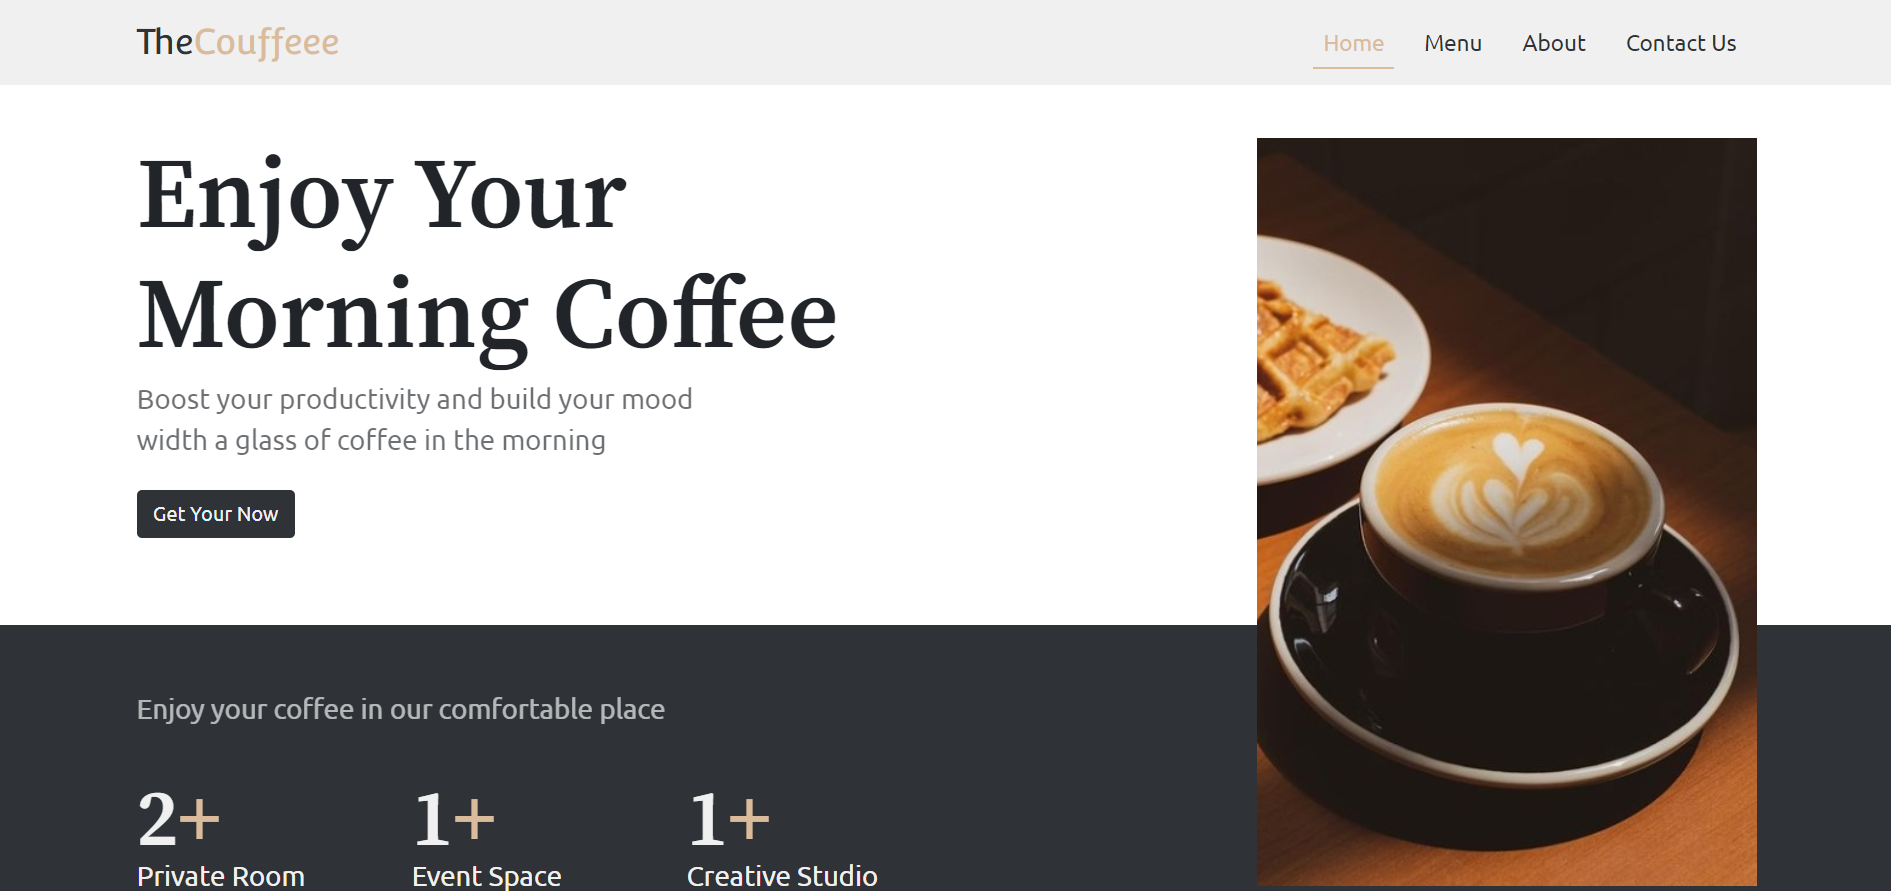 TheCouffeee
Home Menu About Contact Us
Enjoy Your
Morning Coffee
Boost your productivity and build your mood
width a glass of coffee in the morning
Get Your Now
Enjoy your coffee in our comfortable place
2+ 1+ 1+
Private Room Event Space Creative Studio